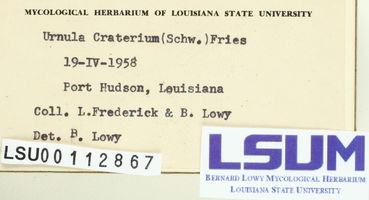 MYCOLOGICAL HERBARIUM OF LOUISIANA STATE UNIVERSITY
Urnula Craterium(Schw.)Fries
19-IV-1958
Port Hudson, Louisiana
Coll. L.Frederick & B. Lowy
Det. B. Lowy
LSU00112867
LSUM
BERNARD LOWY MYCOLOGICAL HERBARIUM
LOUISIANA STATE UNIVERSITY